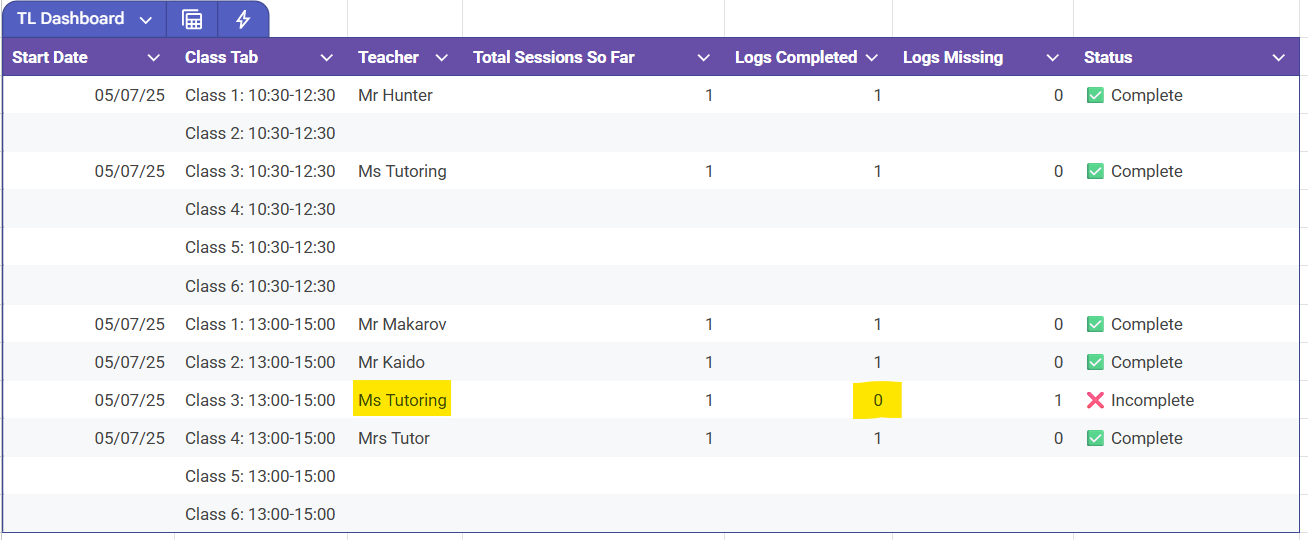 TL Dashboard
Start Date Class Tab Teacher Total Sessions So Far Logs Completed Logs Missing Status
05/07/25 Class 1: 10:30-12:30 Mr Hunter 1 1 0 ✅ Complete
Class 2: 10:30-12:30
05/07/25 Class 3: 10:30-12:30 Ms Tutoring 1 1 0 ✅ Complete
Class 4: 10:30-12:30
Class 5: 10:30-12:30
Class 6: 10:30-12:30
05/07/25 Class 1: 13:00-15:00 Mr Makarov 1 1 0 ✅ Complete
05/07/25 Class 2: 13:00-15:00 Mr Kaido 1 1 0 ✅ Complete
05/07/25 Class 3: 13:00-15:00 Ms Tutoring 1 0 1 ❌ Incomplete
05/07/25 Class 4: 13:00-15:00 Mrs Tutor 1 1 0 ✅ Complete
Class 5: 13:00-15:00
Class 6: 13:00-15:00